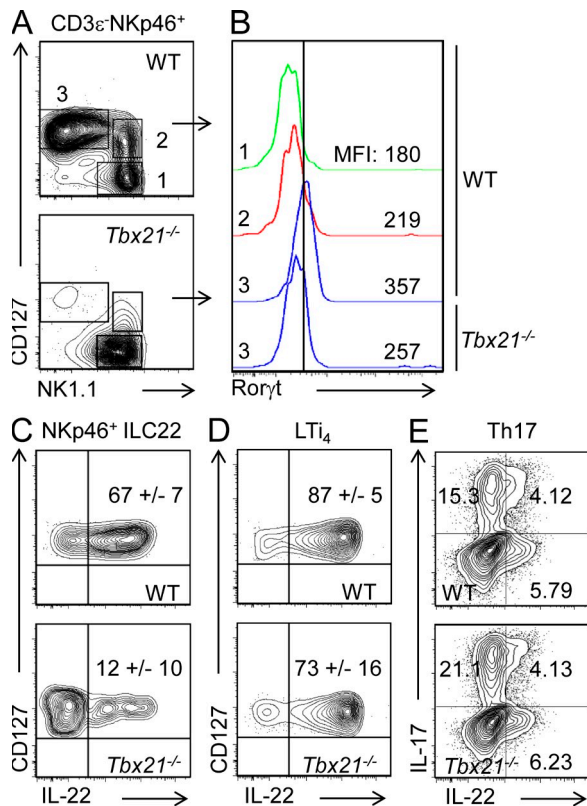 A
CD3ε-NKp46+
WT
3
2
1
Tbx21-/-
CD127
NK1.1
B
1
MFI: 180
2
219
3
357
3
257
WT
Tbx21-/-
Rorγt
C
NKp46+ ILC22
67 +/- 7
WT
12 +/- 10
Tbx21-/-
CD127
IL-22
D
LTi4
87 +/- 5
WT
73 +/- 16
Tbx21-/-
CD127
IL-22
E
Th17
15.3 4.12
WT
5.79
21.1 4.13
Tbx21-/-
6.23
IL-17
IL-22